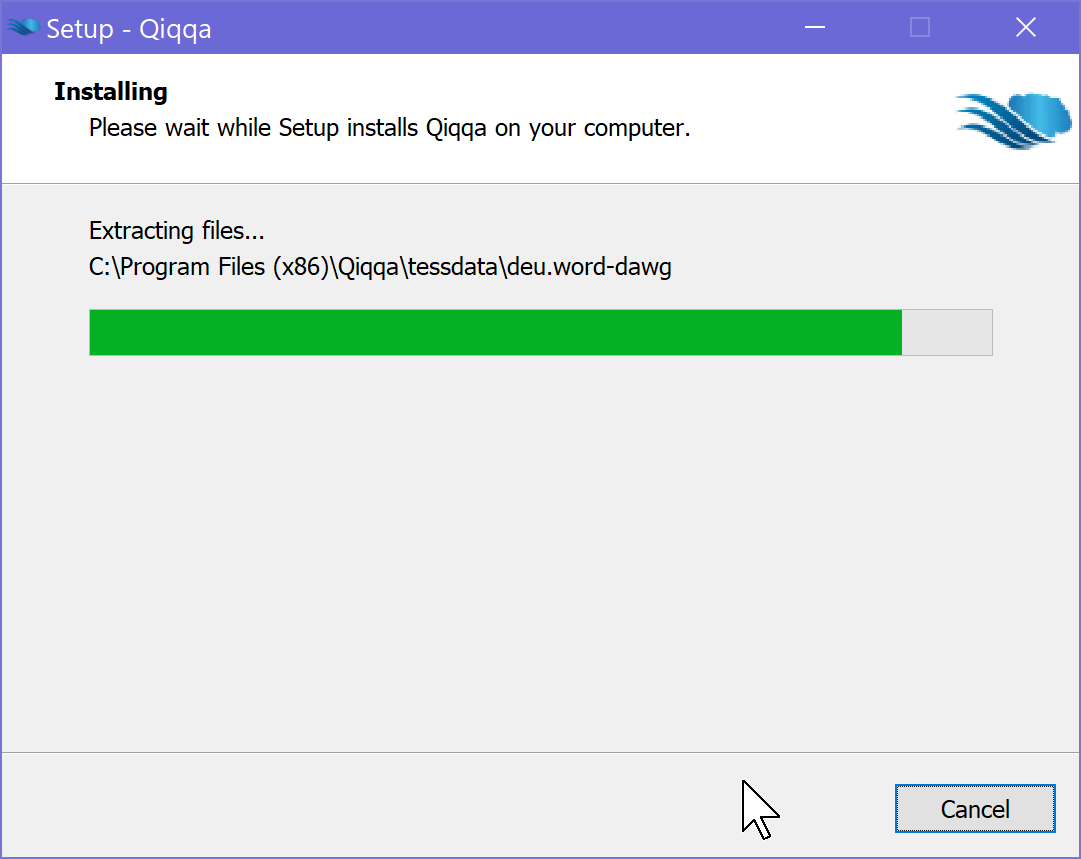 Setup - Qiqqa
Installing
Please wait while Setup installs Qiqqa on your computer.
Extracting files...
C:\Program Files (x86)\Qiqqa\tessdata\deu.word-dawg
Cancel